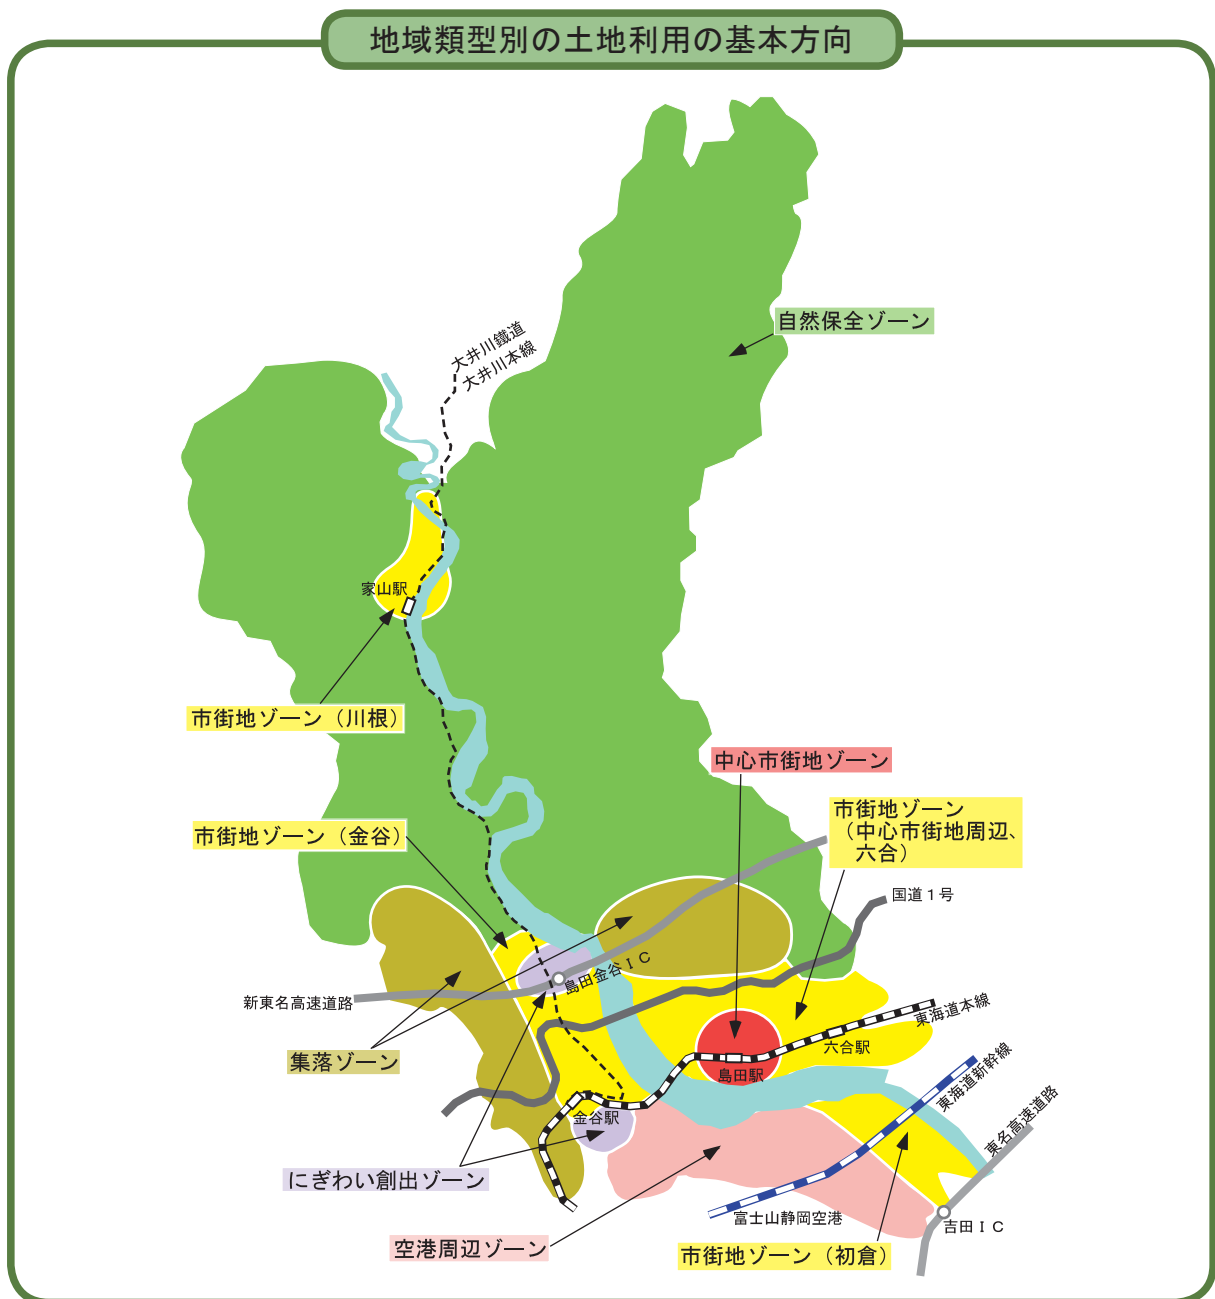 地域類型別の土地利用の基本方向
自然保全ゾーン
大井川鐵道
大井川本線
家山駅
市街地ゾーン（川根）
中心市街地ゾーン
市街地ゾーン
（中心市街地周辺、
六合）
市街地ゾーン（金谷）
国道１号
島田金谷ＩＣ
新東名高速道路
東海道本線
六合駅
集落ゾーン
島田駅
東海道新幹線
東名高速道路
金谷駅
にぎわい創出ゾーン
富士山静岡空港
吉田ＩＣ
空港周辺ゾーン
市街地ゾーン（初倉）